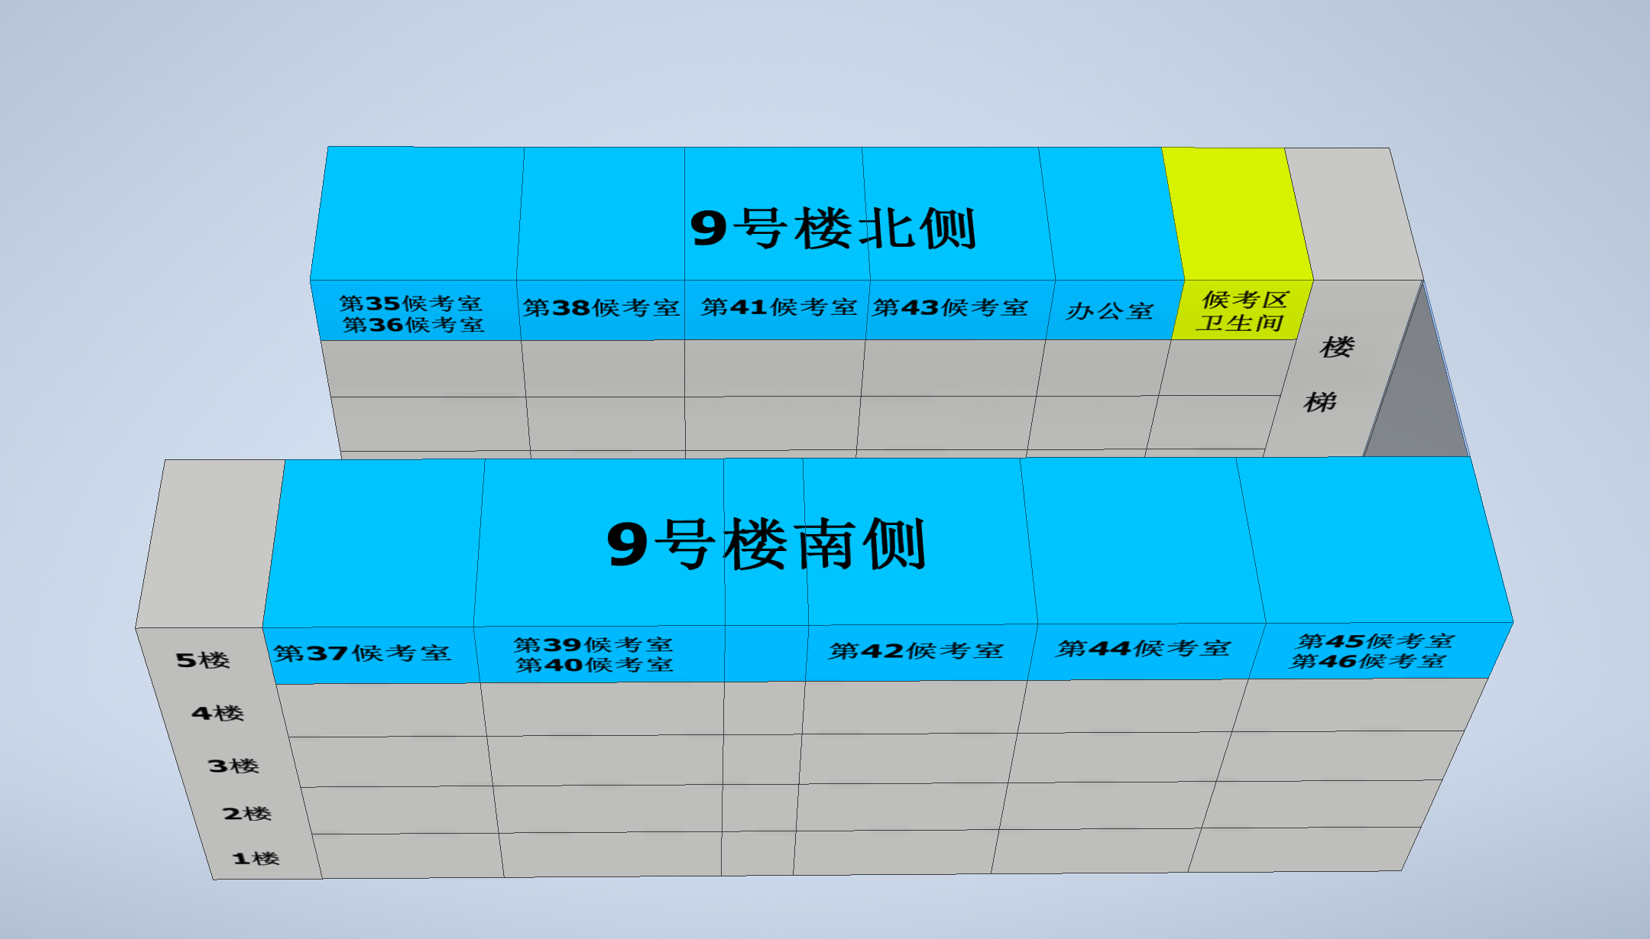 9号楼北侧
第35候考室
第36候考室
第38候考室
第41候考室
第43候考室
办公室
候考区
卫生间
楼
梯
9号楼南侧
第37候考室
第39候考室
第40候考室
第42候考室
第44候考室
第45候考室
第46候考室
5楼
4楼
3楼
2楼
1楼